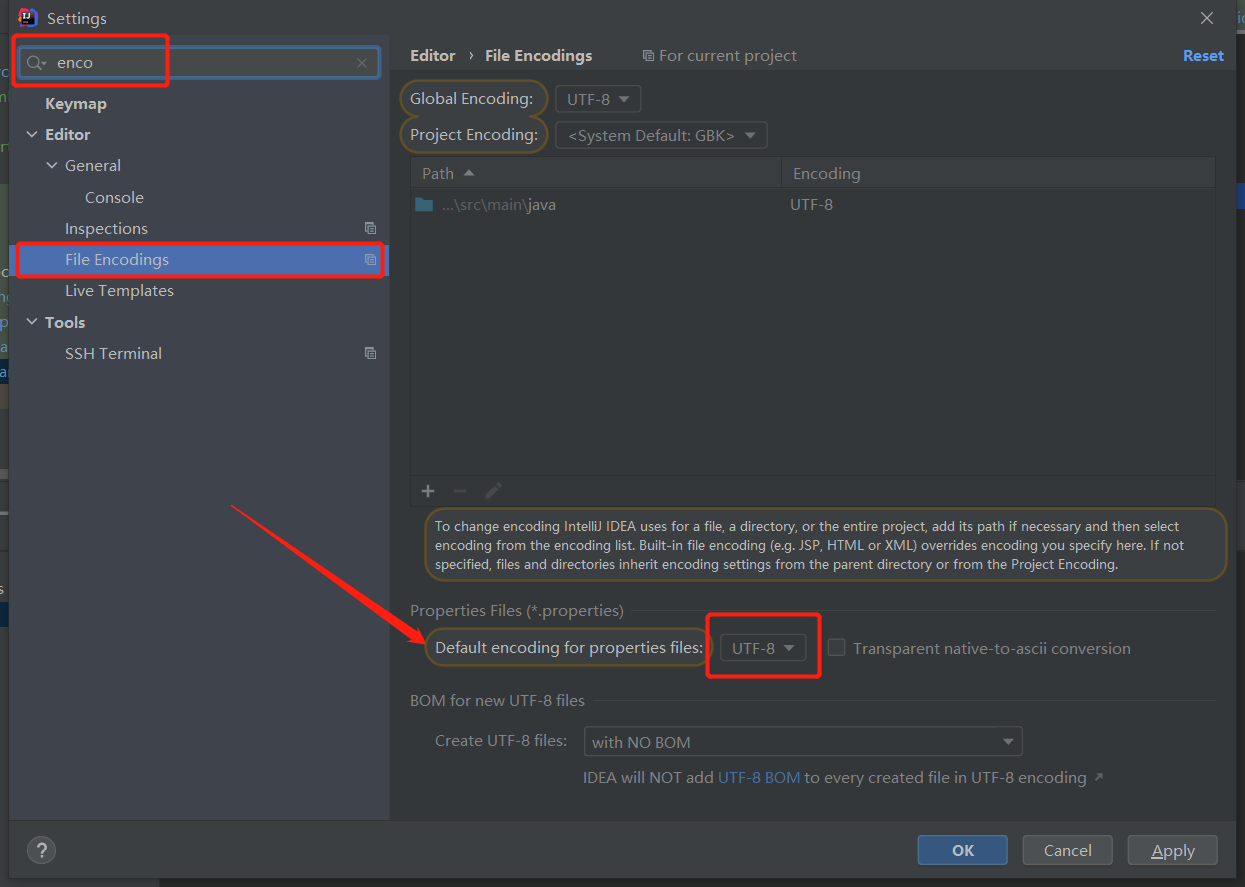 Settings
enco
Keymap
Editor
General
Console
Inspections
File Encodings
Live Templates
Tools
SSH Terminal
Editor › File Encodings For current project Reset
Global Encoding: UTF-8
Project Encoding: <System Default: GBK>
Path Encoding
...\src\main\java UTF-8
To change encoding IntelliJ IDEA uses for a file, a directory, or the entire project, add its path if necessary and then select
encoding from the encoding list. Built-in file encoding (e.g. JSP, HTML or XML) overrides encoding you specify here. If not
specified, files and directories inherit encoding settings from the parent directory or from the Project Encoding.
Properties Files (*.properties)
Default encoding for properties files: UTF-8 Transparent native-to-ascii conversion
BOM for new UTF-8 files
Create UTF-8 files: with NO BOM
IDEA will NOT add UTF-8 BOM to every created file in UTF-8 encoding ↗
? OK Cancel Apply